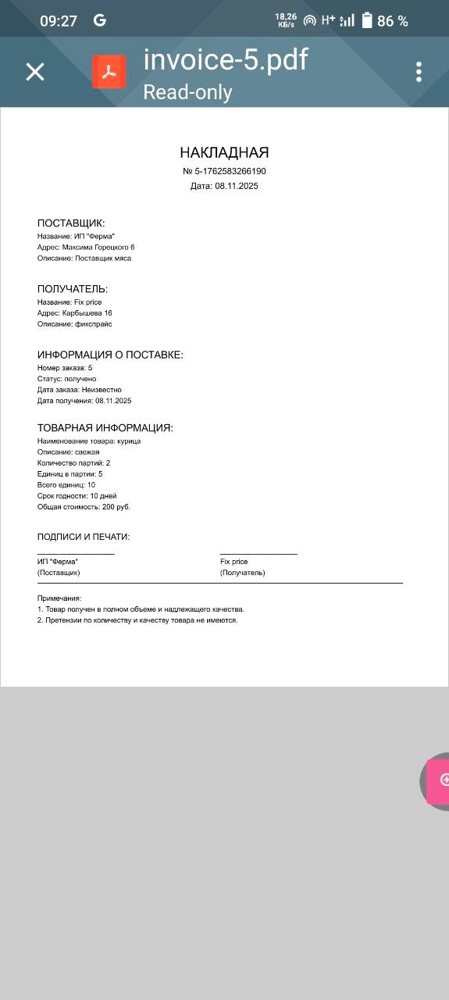 09:27
G
18,26
КБ/s
H+
86 %
invoice-5.pdf
Read-only
НАКЛАДНАЯ
№ 5-1762583266190
Дата: 08.11.2025
ПОСТАВЩИК:
Название: ИП "Ферма"
Адрес: Максима Горецкого 6
Описание: Поставщик мяса
ПОЛУЧАТЕЛЬ:
Название: Fix price
Адрес: Карбышева 16
Описание: фикспрайс
ИНФОРМАЦИЯ О ПОСТАВКЕ:
Номер заказа: 5
Статус: получено
Дата заказа: Неизвестно
Дата получения: 08.11.2025
ТОВАРНАЯ ИНФОРМАЦИЯ:
Наименование товара: курица
Описание: свежая
Количество партий: 2
Единиц в партии: 5
Всего единиц: 10
Срок годности: 10 дней
Общая стоимость: 200 руб.
ПОДПИСИ И ПЕЧАТИ:
ИП "Ферма" Fix price
(Поставщик) (Получатель)
Примечания:
1. Товар получен в полном объеме и надлежащего качества.
2. Претензии по количеству и качеству товара не имеются.